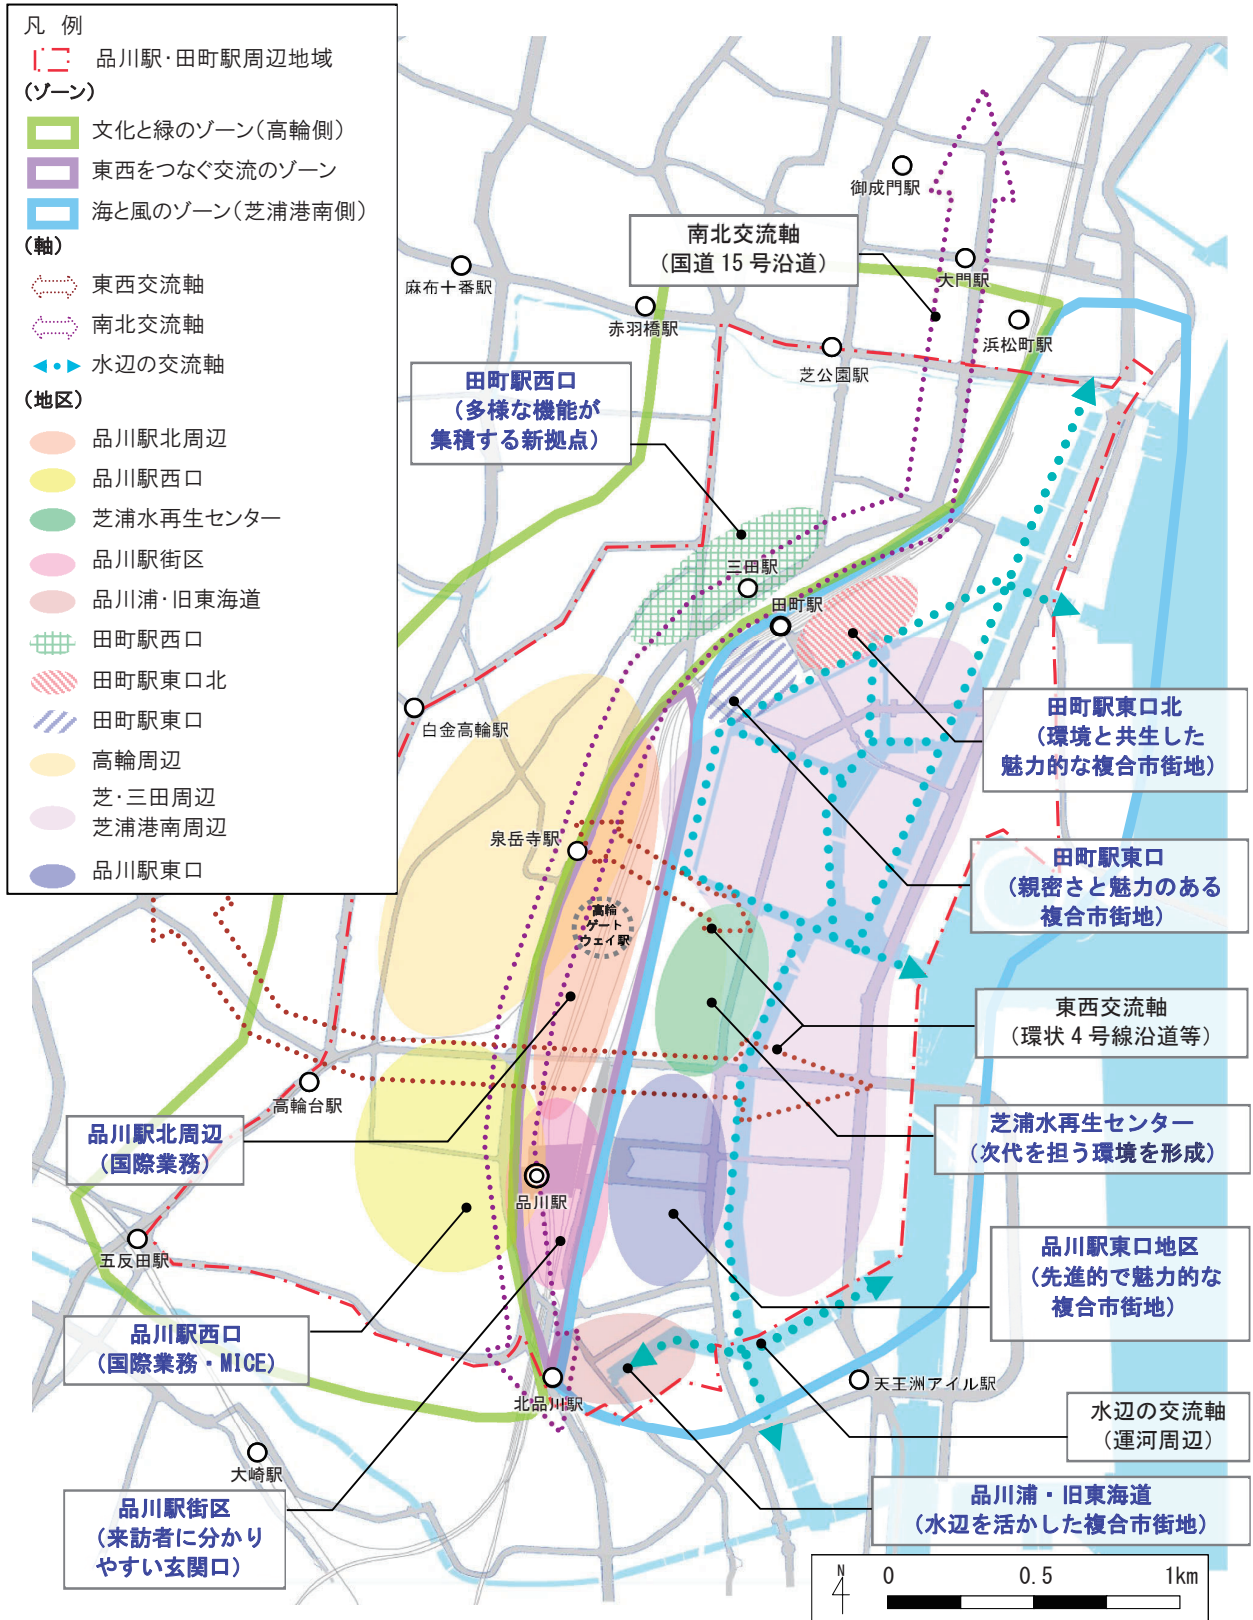 凡 例
品川駅・田町駅周辺地域
(ゾーン)
文化と緑のゾーン(高輪側)
東西をつなぐ交流のゾーン
海と風のゾーン(芝浦港南側)
(軸)
東西交流軸
南北交流軸
水辺の交流軸
(地区)
品川駅北周辺
品川駅西口
芝浦水再生センター
品川駅街区
品川浦・旧東海道
田町駅西口
田町駅東口北
田町駅東口
高輪周辺
芝・三田周辺
芝浦港南周辺
品川駅東口
御成門駅
南北交流軸
(国道15号沿道)
大門駅
麻布十番駅
赤羽橋駅
浜松町駅
芝公園駅
田町駅西口
(多様な機能が
集積する新拠点)
三田駅
田町駅
白金高輪駅
田町駅東口北
(環境と共生した
魅力的な複合市街地)
泉岳寺駅
田町駅東口
(親密さと魅力のある
複合市街地)
高輪
ゲート
ウェイ駅
東西交流軸
(環状4号線沿道等)
高輪台駅
品川駅北周辺
(国際業務)
芝浦水再生センター
(次代を担う環境を形成)
品川駅
五反田駅
品川駅東口地区
(先進的で魅力的な
複合市街地)
品川駅西口
(国際業務・MICE)
北品川駅
天王洲アイル駅
水辺の交流軸
(運河周辺)
大崎駅
品川駅街区
(来訪者に分かり
やすい玄関口)
品川浦・旧東海道
(水辺を活かした複合市街地)
N
0 0.5 1km